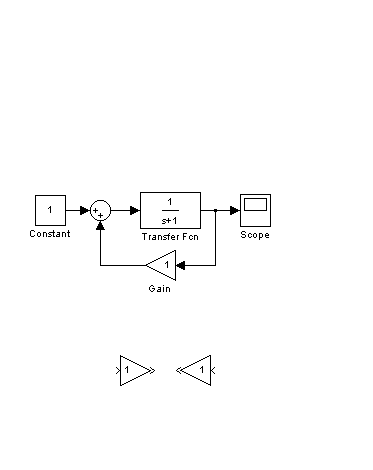 1
Constant
+
+
1
s+1
Transfer Fcn
Scope
1
Gain
1
1